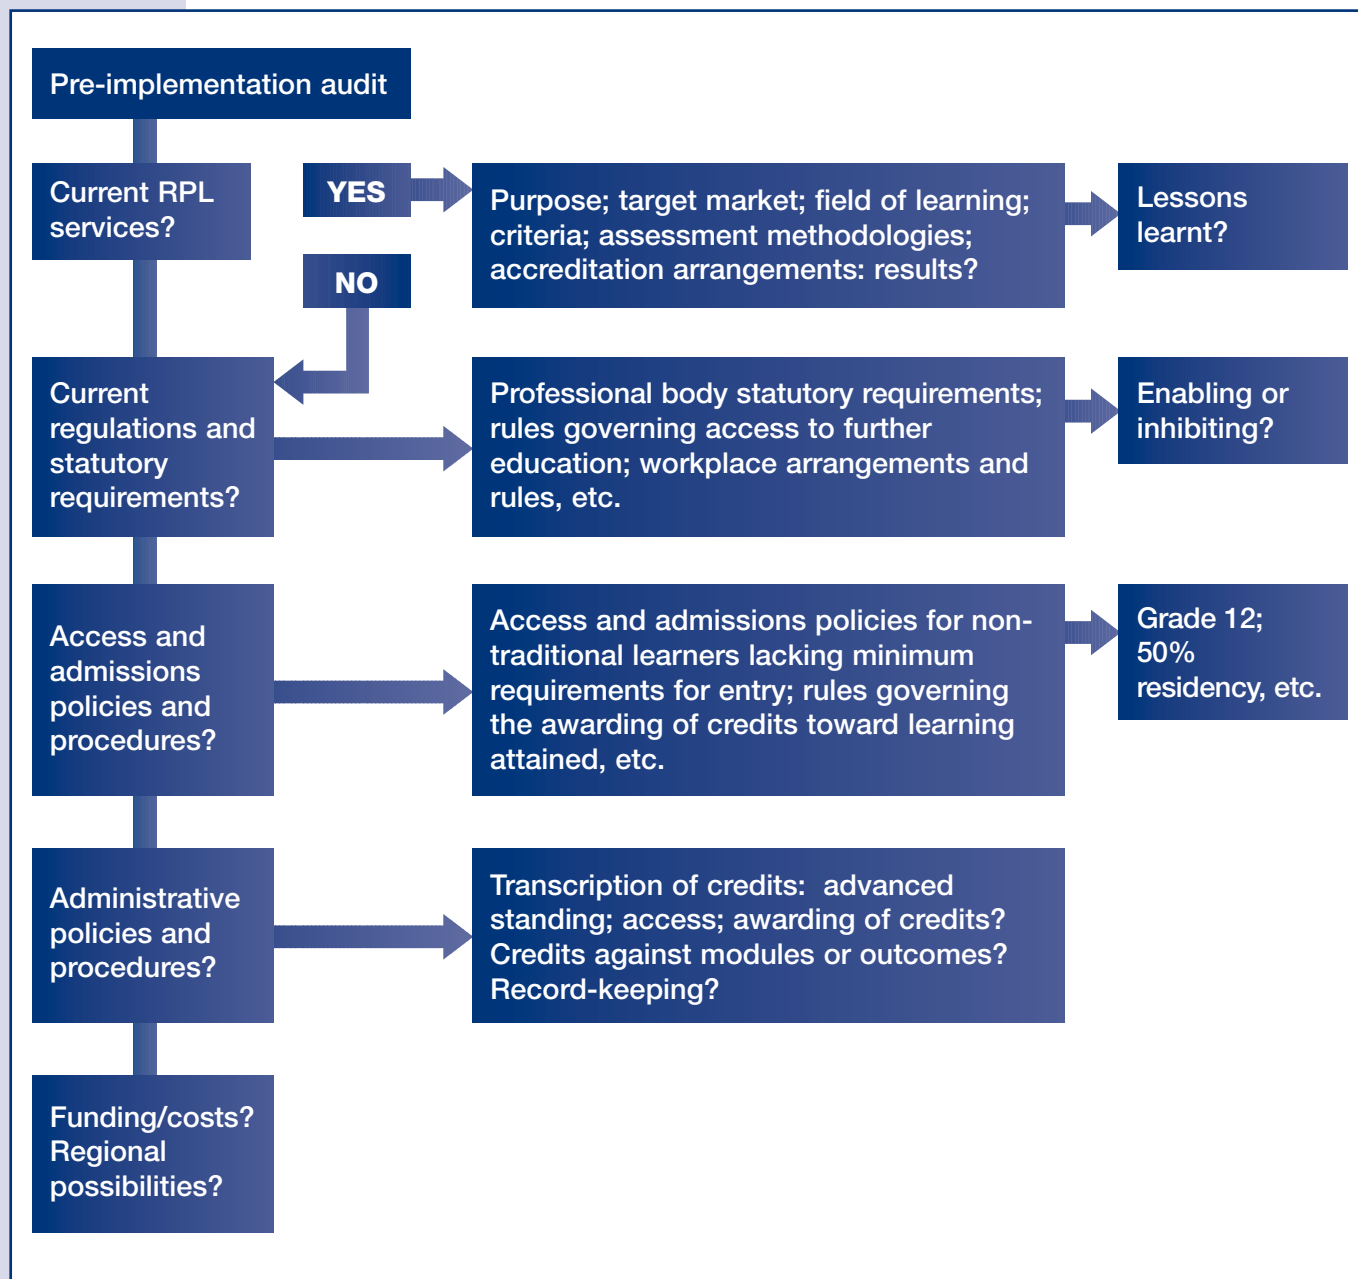 Pre-implementation audit
Current RPL
services?
YES
Purpose; target market; field of learning;
criteria; assessment methodologies;
accreditation arrangements: results?
Lessons
learnt?
NO
Current
regulations and
statutory
requirements?
Professional body statutory requirements;
rules governing access to further
education; workplace arrangements and
rules, etc.
Enabling or
inhibiting?
Access and
admissions
policies and
procedures?
Access and admissions policies for non-
traditional learners lacking minimum
requirements for entry; rules governing
the awarding of credits toward learning
attained, etc.
Grade 12;
50%
residency, etc.
Administrative
policies and
procedures?
Transcription of credits:  advanced
standing; access; awarding of credits?
Credits against modules or outcomes?
Record-keeping?
Funding/costs?
Regional
possibilities?